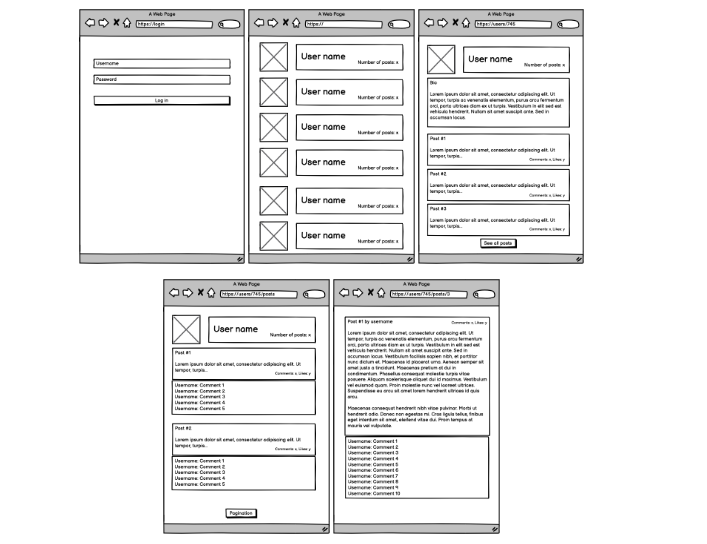 A Web Page
https://login
Username
Password
Log in
A Web Page
https://
User name
Number of posts: x
User name
Number of posts: x
User name
Number of posts: x
User name
Number of posts: x
User name
Number of posts: x
User name
Number of posts: x
A Web Page
https://users/745
User name
Number of posts: x
Bio
Lorem ipsum dolor sit amet, consectetur adipiscing elit. Ut
tempor, turpis ac venenatis elementum, purus arcu fermentum
orci, porta ultrices diam ex ut turpis. Vestibulum in elit sed est
vehicula hendrerit. Nullam sit amet suscipit ante. Sed in
accumsan lacus.
Post #1
Lorem ipsum dolor sit amet, consectetur adipiscing elit. Ut
tempor, turpis...
Comments: x, Likes: y
Post #2
Lorem ipsum dolor sit amet, consectetur adipiscing elit. Ut
tempor, turpis...
Comments: x, Likes: y
Post #3
Lorem ipsum dolor sit amet, consectetur adipiscing elit. Ut
tempor, turpis...
Comments: x, Likes: y
See all posts
A Web Page
https://users/745/posts
User name
Number of posts: x
Post #1
Lorem ipsum dolor sit amet, consectetur adipiscing elit. Ut
tempor, turpis...
Comments: x, Likes: y
Username: Comment 1
Username: Comment 2
Username: Comment 3
Username: Comment 4
Username: Comment 5
Post #2
Lorem ipsum dolor sit amet, consectetur adipiscing elit. Ut
tempor, turpis...
Comments: x, Likes: y
Username: Comment 1
Username: Comment 2
Username: Comment 3
Username: Comment 4
Username: Comment 5
Pagination
A Web Page
https://users/745/posts/3
Post #1 by username
Comments: x, Likes: y
Lorem ipsum dolor sit amet, consectetur adipiscing elit. Ut
tempor, turpis ac venenatis elementum, purus arcu fermentum
orci, porta ultrices diam ex ut turpis. Vestibulum in elit sed est
vehicula hendrerit. Nullam sit amet suscipit ante. Sed in
accumsan lacus. Vestibulum facilisis sapien nibh, et porttitor
nunc dictum et. Maecenas id placerat arcu. Aenean semper sit
amet justo a tincidunt. Maecenas pretium at dui in
condimentum. Phasellus consequat molestie turpis vitae
posuere. Aliquam scelerisque aliquet dui id maximus. Vestibulum
vel euismod quam. Proin molestie nunc vel laoreet ultrices.
Suspendisse eu arcu sit amet lorem hendrerit ultrices id quis
arcu.
Maecenas consequat hendrerit nibh vitae pulvinar. Morbi ut
hendrerit odio. Donec non egestas mi. Cras ligula tellus, finibus
eget interdum sit amet, eleifend vitae dui. Proin tempus at
mauris vel vulputate.
Username: Comment 1
Username: Comment 2
Username: Comment 3
Username: Comment 4
Username: Comment 5
Username: Comment 6
Username: Comment 7
Username: Comment 8
Username: Comment 9
Username: Comment 10